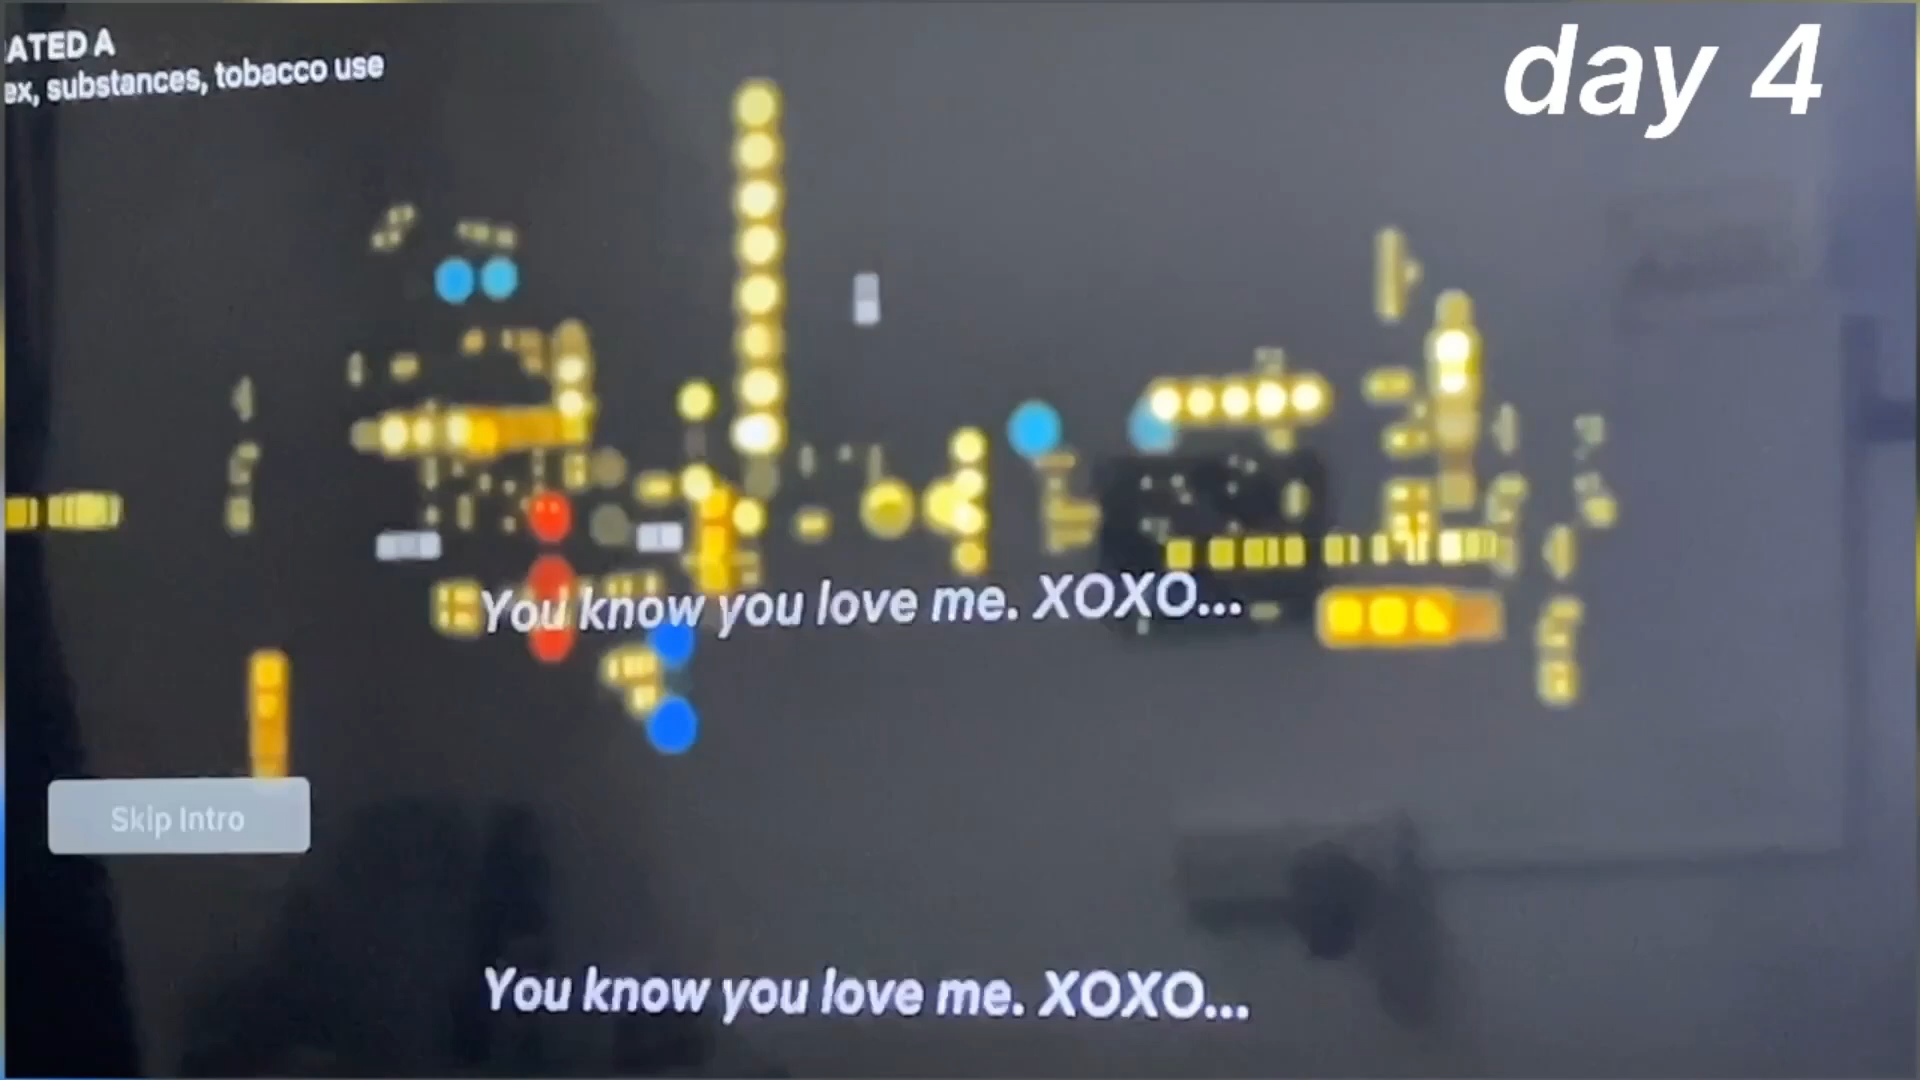 ATED A
day 4
ex, substances, tobacco use
You know you love me. XOXO...
Skip Intro
You know you love me. XOXO...